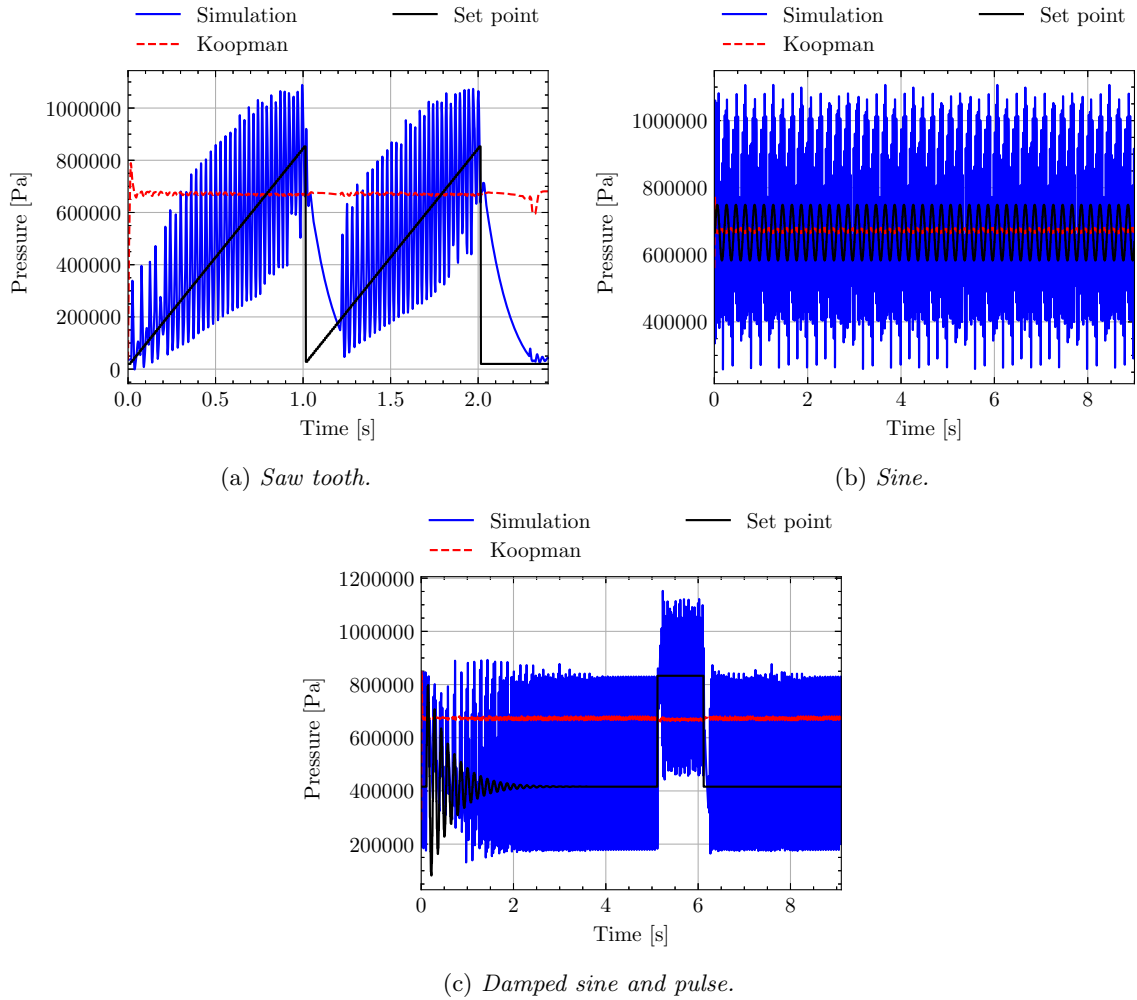 Simulation
Set point
Koopman
1000000
800000
600000
400000
200000
0
Pressure [Pa]
0.0
0.5
1.0
1.5
2.0
Time [s]
(a) Saw tooth.
Simulation
Set point
Koopman
1000000
800000
600000
400000
Pressure [Pa]
0
2
4
6
8
Time [s]
(b) Sine.
Simulation
Set point
Koopman
1200000
1000000
800000
600000
400000
200000
Pressure [Pa]
0
2
4
6
8
Time [s]
(c) Damped sine and pulse.